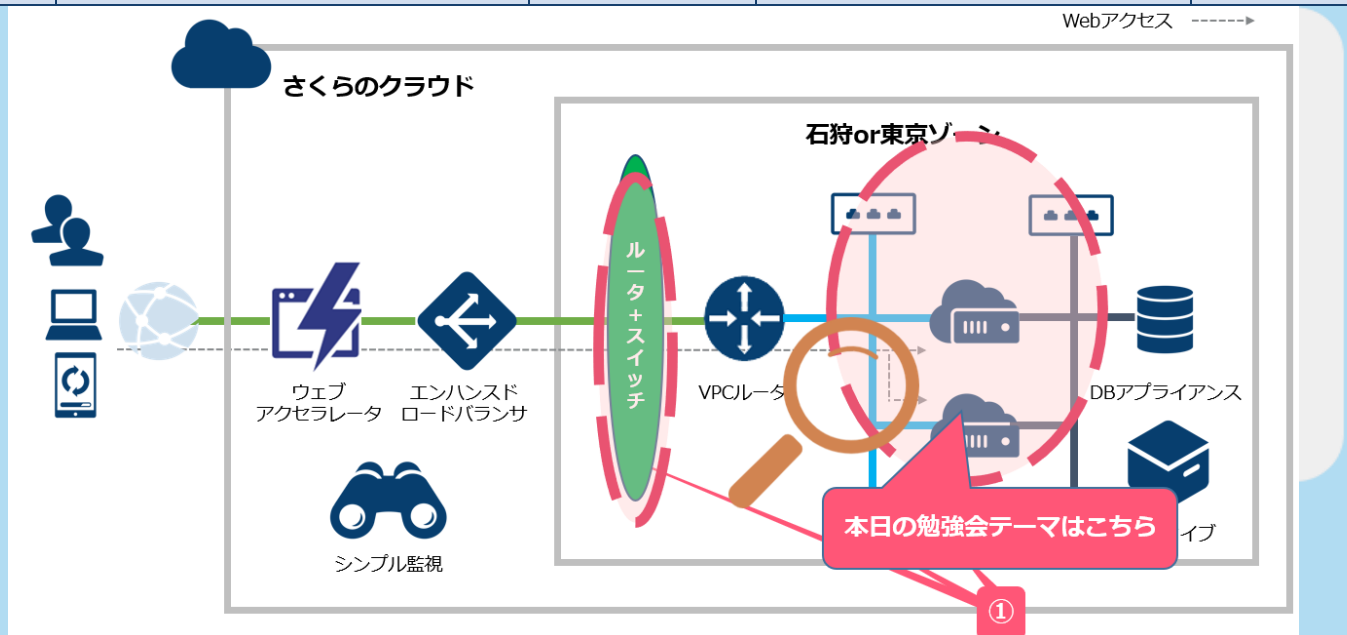 Webアクセス
さくらのクラウド
石狩or東京ゾーン
ルータ+スイッチ
ウェブ
アクセラレータ
エンハンスド
ロードバランサ
VPCルータ
DBアプライアンス
シンプル監視
本日の勉強会テーマはこちら
イブ
①